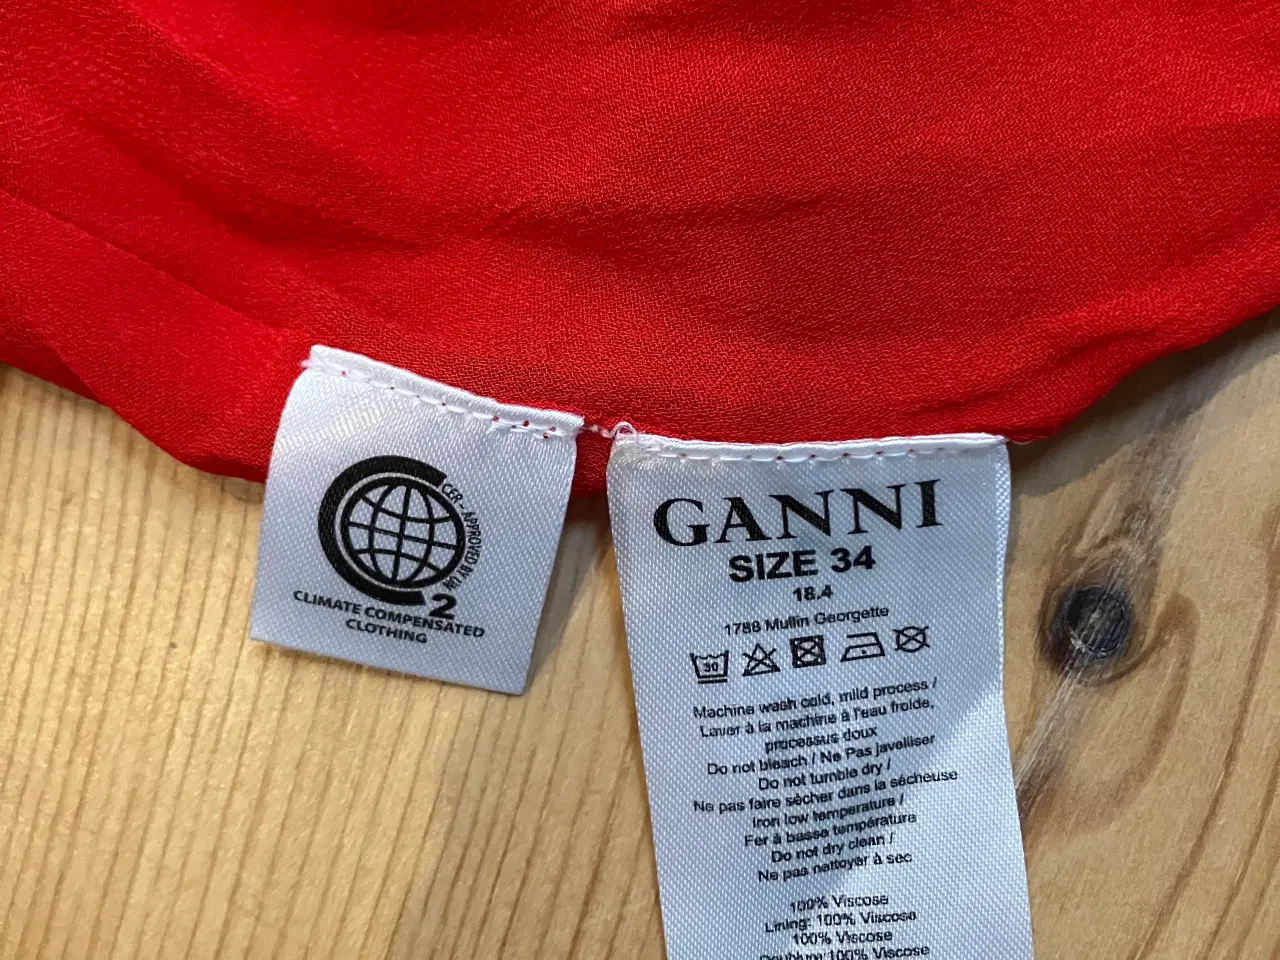 CER - APPROVED BY UN
2
CLIMATE COMPENSATED
CLOTHING
GANNI
SIZE 34
18.4
1788 Mullin Georgette
30
Machine wash cold, mild process /
Laver à la machine à l'eau froide,
processus doux
Do not bleach / Ne Pas javelliser
Do not tumble dry /
Ne pas faire sécher dans la sécheuse
Iron low temperature /
Fer à basse température
Do not dry clean /
Ne pas nettoyer à sec
100% Viscose
Lining: 100% Viscose
100% Viscose
100% Viscose